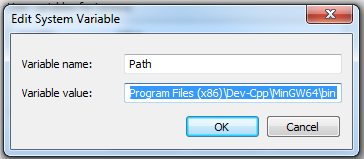 Edit System Variable
Variable name: Path
Variable value: Program Files (x86)\Dev-Cpp\MinGW64\bin
OK Cancel